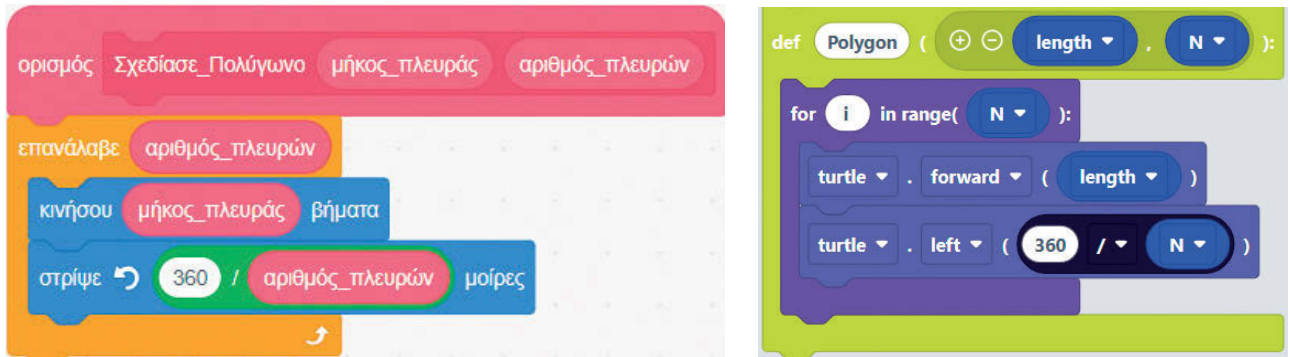 ορισμός Σχεδίασε_Πολύγωνο μήκος_πλευράς αριθμός_πλευρών
επανάλαβε αριθμός_πλευρών
κινήσου μήκος_πλευράς βήματα
στρίψε 360 / αριθμός_πλευρών μοίρες
def Polygon ( length , N ):
for i in range( N ):
turtle . forward ( length )
turtle . left ( 360 / N )